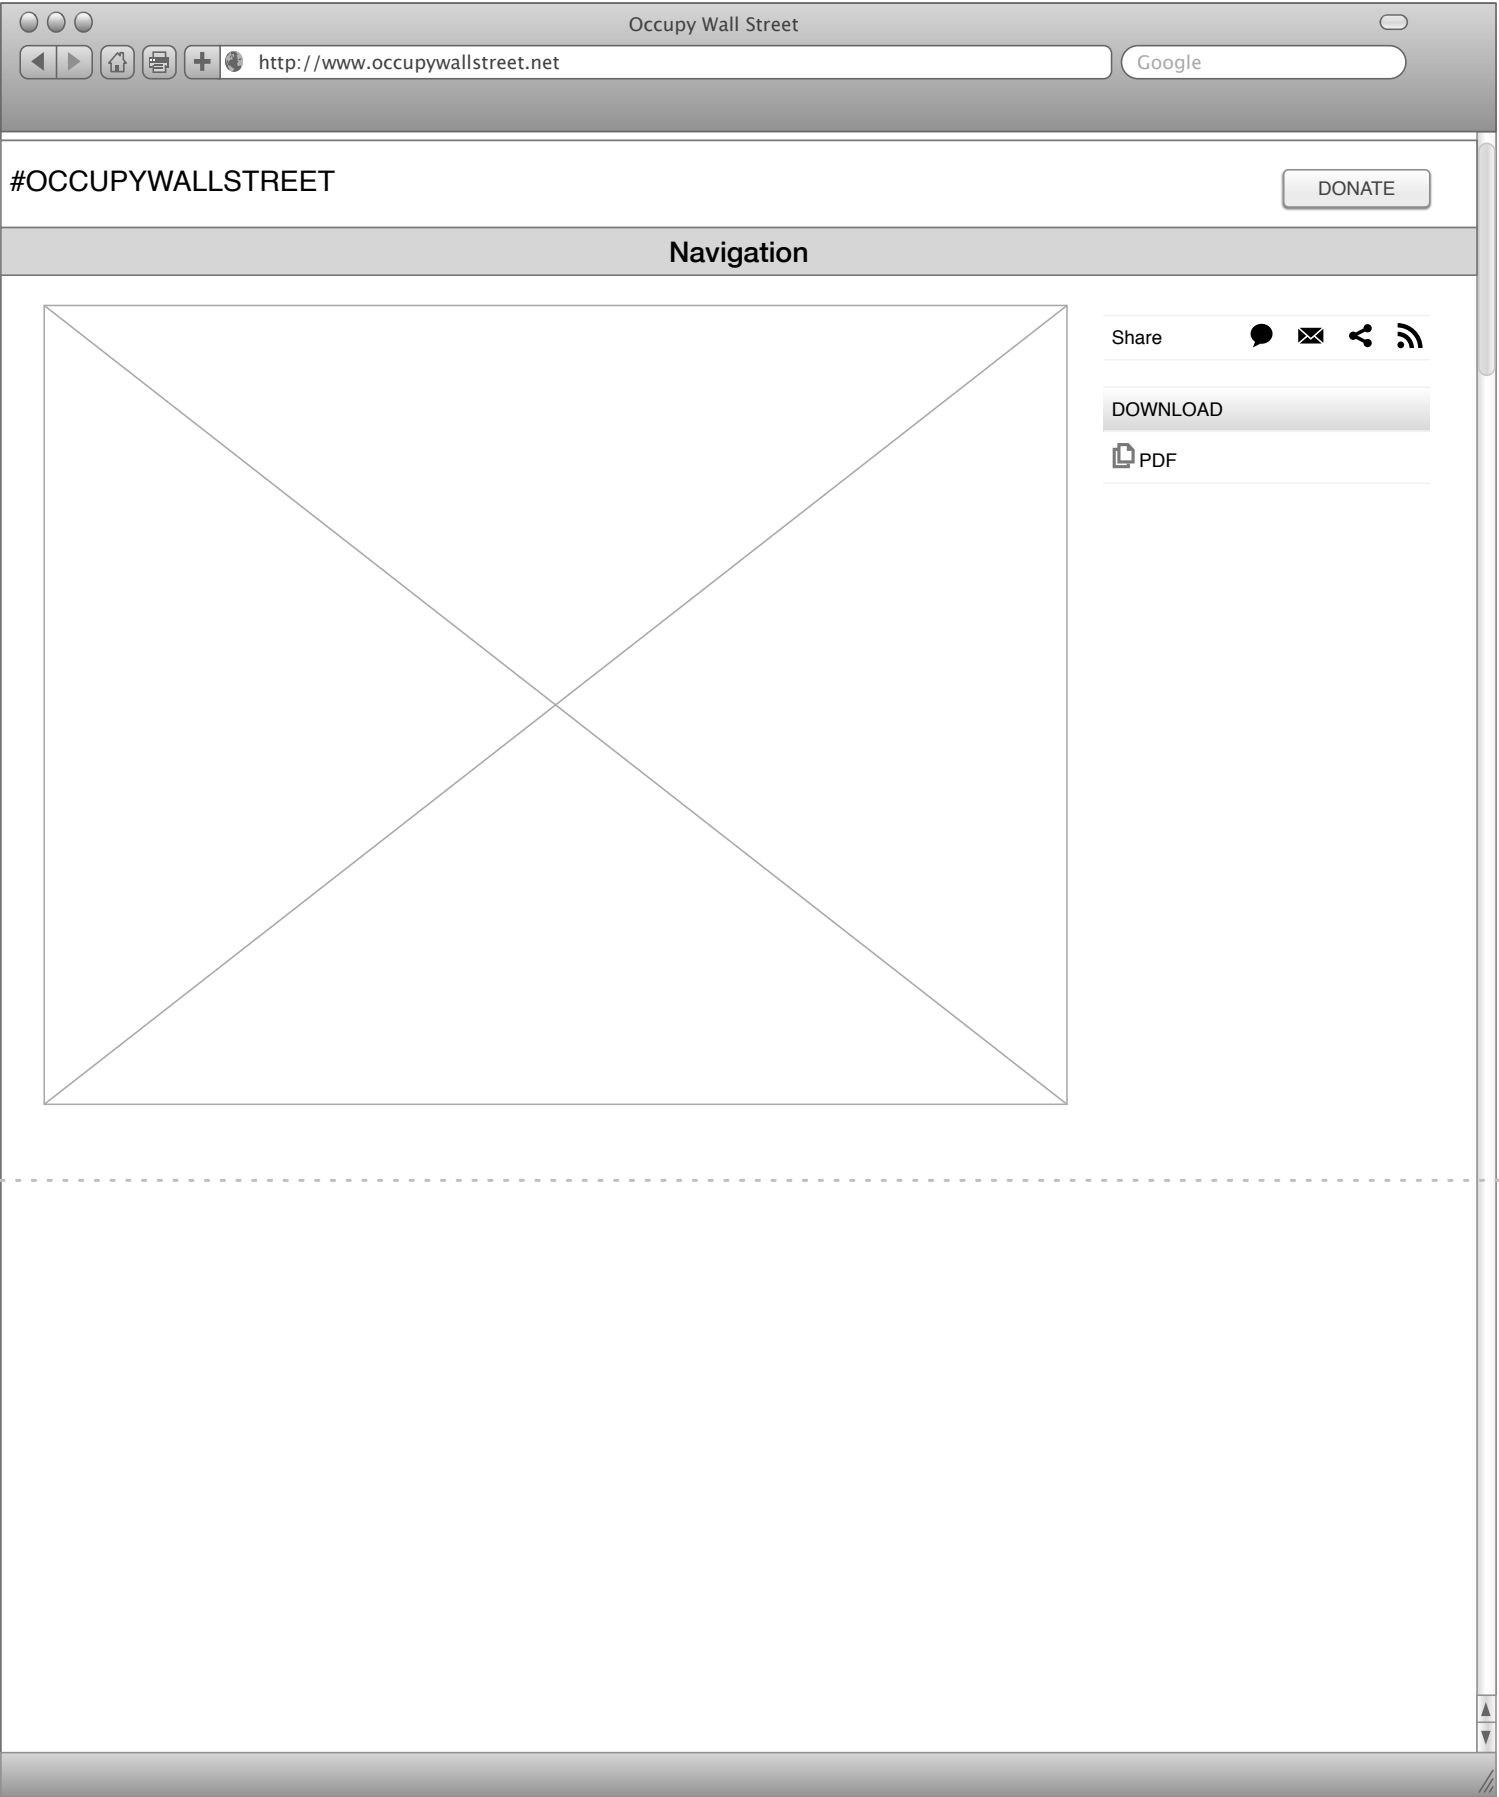 Occupy Wall Street
http://www.occupywallstreet.net
Google
#OCCUPYWALLSTREET
DONATE
Navigation
Share
DOWNLOAD
PDF